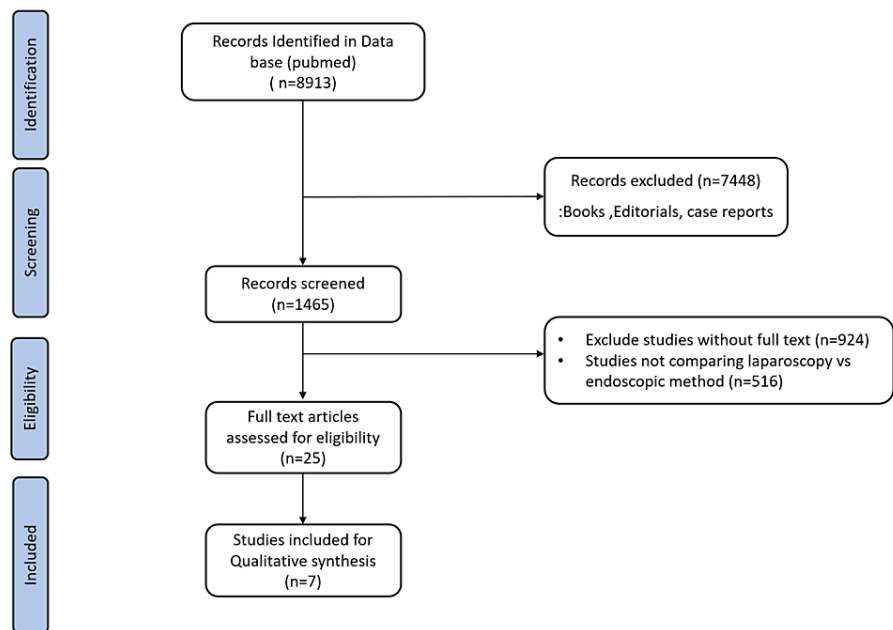 Identification
Records Identified in Data
base (pubmed)
( n=8913)
Screening
Records excluded (n=7448)
:Books ,Editorials, case reports
Records screened
(n=1465)
Eligibility
• Exclude studies without full text (n=924)
• Studies not comparing laparoscopy vs
endoscopic method (n=516)
Full text articles
assessed for eligibility
(n=25)
Included
Studies included for
Qualitative synthesis
(n=7)